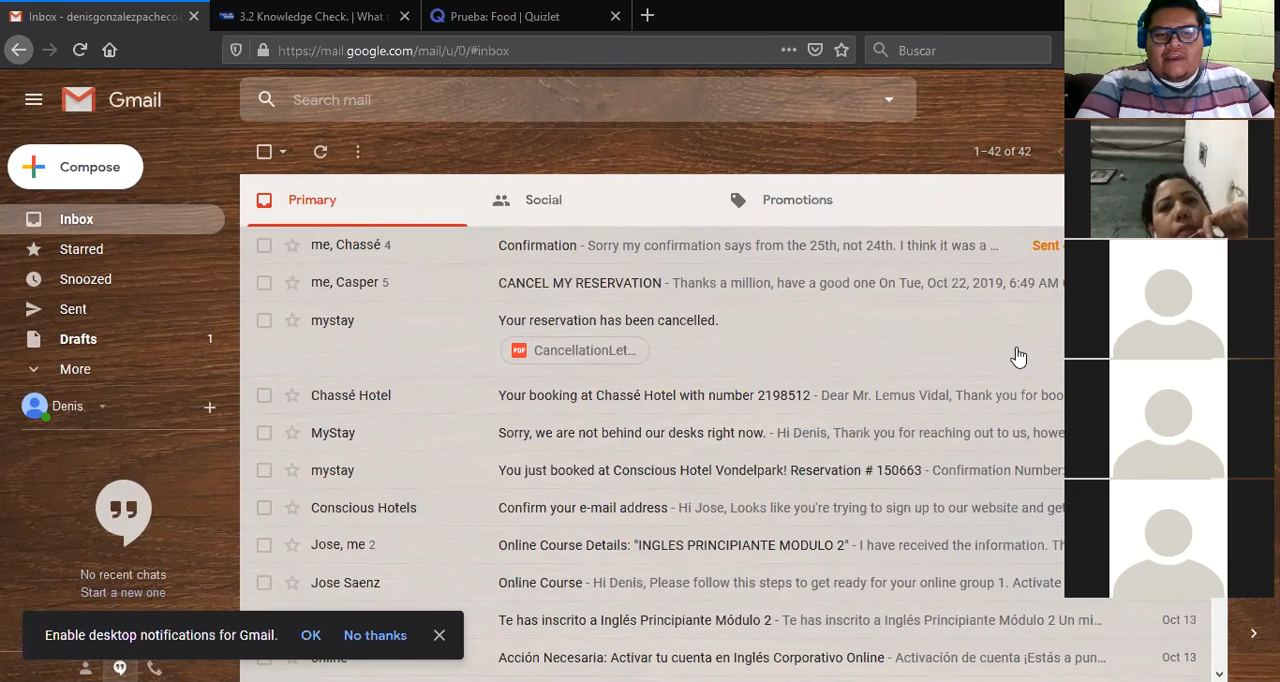 Inbox - denisgonzalezpacheco@
3.2 Knowledge Check. | What c
Prueba: Food | Quizlet
https://mail.google.com/mail/u/0/#inbox
Buscar
Gmail
Search mail
1–42 of 42
Compose
Inbox
Starred
Snoozed
Sent
Drafts 1
More
Denis
No recent chats
Start a new one
Primary
Social
Promotions
me, Chassé 4 Confirmation - Sorry my confirmation says from the 25th, not 24th. I think it was a ... Sent
me, Casper 5 CANCEL MY RESERVATION - Thanks a million, have a good one On Tue, Oct 22, 2019, 6:49 AM
mystay Your reservation has been cancelled.
PDF CancellationLet...
Chassé Hotel Your booking at Chassé Hotel with number 2198512 - Dear Mr. Lemus Vidal, Thank you for boo
MyStay Sorry, we are not behind our desks right now. - Hi Denis, Thank you for reaching out to us, howe
mystay You just booked at Conscious Hotel Vondelpark! Reservation # 150663 - Confirmation Number:
Conscious Hotels Confirm your e-mail address - Hi Jose, Looks like you're trying to sign up to our website and get
Jose, me 2 Online Course Details: "INGLES PRINCIPIANTE MODULO 2" - I have received the information. Th
Jose Saenz Online Course - Hi Denis, Please follow this steps to get ready for your online group 1. Activate
Te has inscrito a Inglés Principiante Módulo 2 - Te has inscrito a Inglés Principiante Módulo 2 Un mi... Oct 13
Acción Necesaria: Activar tu cuenta en Inglés Corporativo Online - Activación de cuenta ¡Estás a pun... Oct 13
Enable desktop notifications for Gmail. OK No thanks